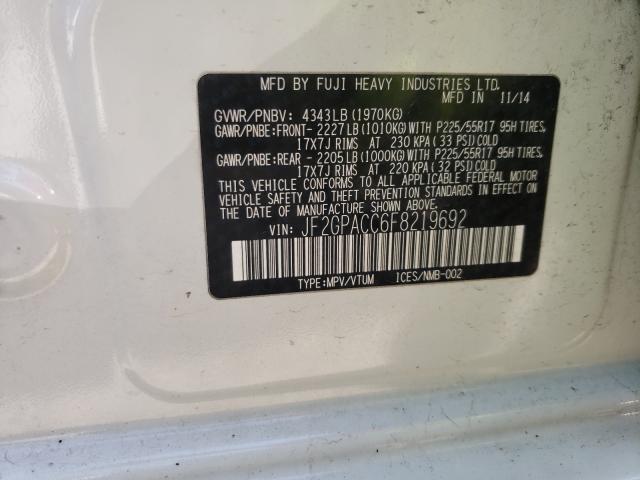 MFD BY FUJI HEAVY INDUSTRIES LTD.
MFD IN 11/14
GVWR/PNBV: 4343LB(1970KG)
GAWR/PNBE:FRONT- 2227LB(1010KG)WITH P225/55R17 95H TIRES,
17X7J RIMS AT 230 KPA(33 PSI)COLD
GAWR/PNBE:REAR - 2205LB(1000KG)WITH P225/55R17 95H TIRES,
17X7J RIMS AT 220 KPA(32 PSI)COLD
THIS VEHICLE CONFORMS TO ALL APPLICABLE FEDERAL MOTOR
VEHICLE SAFETY AND THEFT PREVENTION STANDARDS IN EFFECT ON
THE DATE OF MANUFACTURE SHOWN ABOVE.
VIN: JF2GPACC6F8219692
TYPE:MPV/VTUM ICES/NMB-002